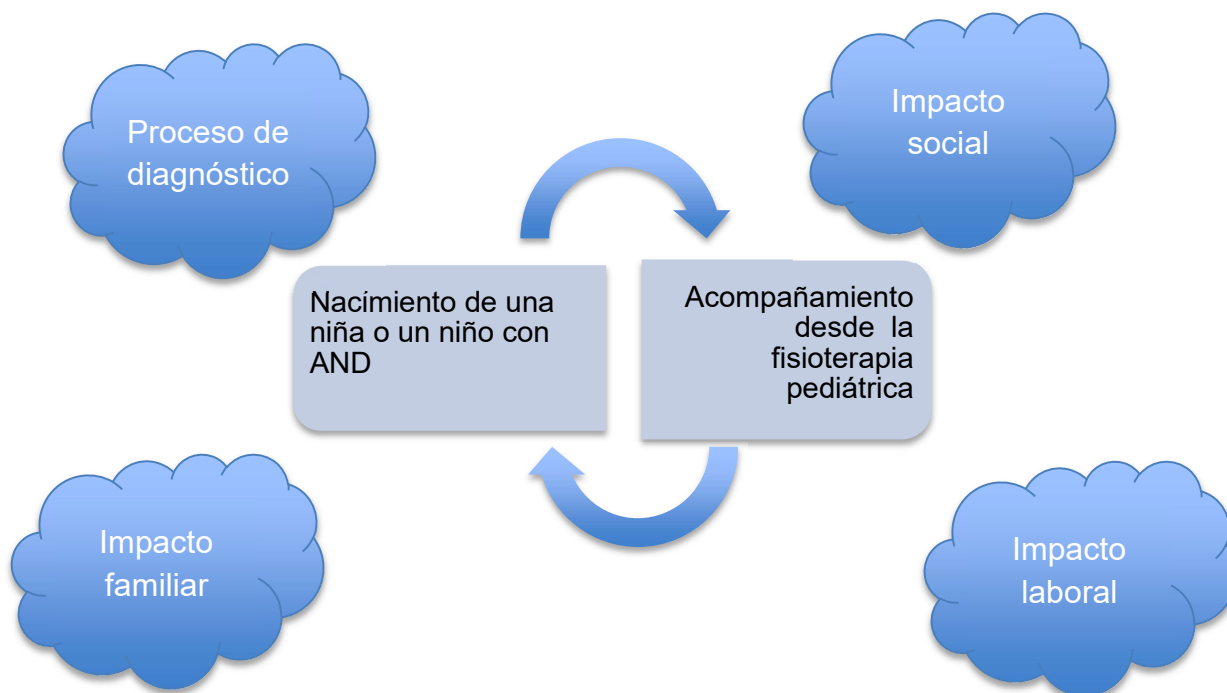 Proceso de
diagnóstico
Impacto
social
Nacímiento de una
niña o un niño con
AND
Acompañamiento
desde la
fisioterapia
pediátrica
Impacto
familiar
Impacto
laboral